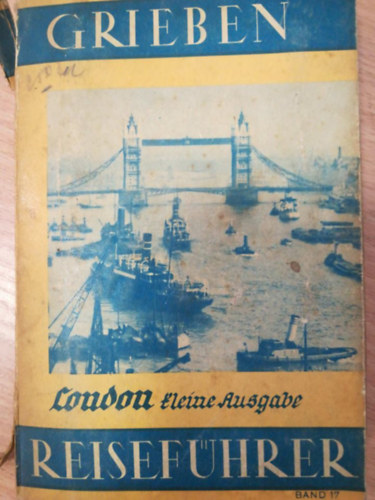 GRIEBEN
London kleine Ausgabe
REISEFÜHRER
BAND 17